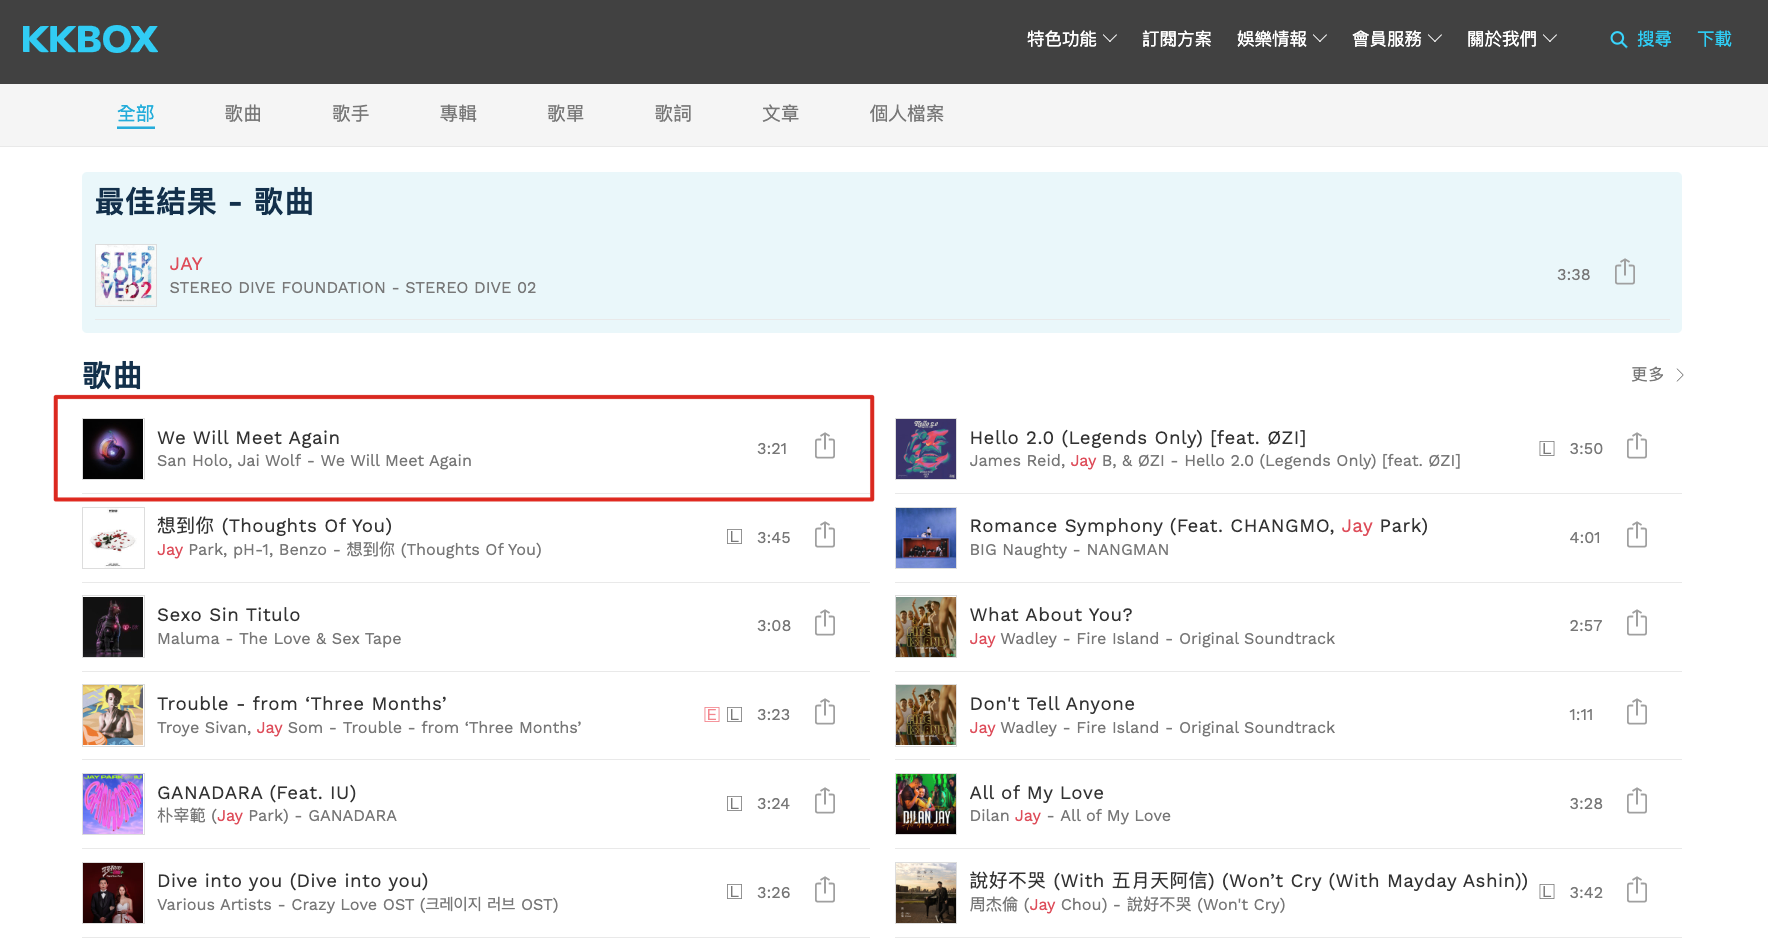 KKBOX
特色功能 訂閱方案 娛樂情報 會員服務 關於我們 搜尋 下載
全部 歌曲 歌手 專輯 歌單 歌詞 文章 個人檔案
最佳結果 - 歌曲
STEREODIVE02
JAY
STEREO DIVE FOUNDATION - STEREO DIVE 02
3:38
歌曲
更多
We Will Meet Again
San Holo, Jai Wolf - We Will Meet Again
3:21
Hello 2.0 (Legends Only) [feat. ØZI]
James Reid, Jay B, & ØZI - Hello 2.0 (Legends Only) [feat. ØZI]
L 3:50
想到你 (Thoughts Of You)
Jay Park, pH-1, Benzo - 想到你 (Thoughts Of You)
L 3:45
Romance Symphony (Feat. CHANGMO, Jay Park)
BIG Naughty - NANGMAN
4:01
Sexo Sin Titulo
Maluma - The Love & Sex Tape
3:08
FIRE ISLAND
What About You?
Jay Wadley - Fire Island - Original Soundtrack
2:57
Trouble - from ‘Three Months’
Troye Sivan, Jay Som - Trouble - from ‘Three Months’
E L 3:23
FIRE ISLAND
Don't Tell Anyone
Jay Wadley - Fire Island - Original Soundtrack
1:11
JAY PARK
GANADARA (Feat. IU)
朴宰範 (Jay Park) - GANADARA
L 3:24
DILAN JAY
All of My Love
Dilan Jay - All of My Love
3:28
Dive into you (Dive into you)
Various Artists - Crazy Love OST (크레이지 러브 OST)
L 3:26
說好不哭 (With 五月天阿信) (Won’t Cry (With Mayday Ashin))
周杰倫 (Jay Chou) - 說好不哭 (Won't Cry)
L 3:42